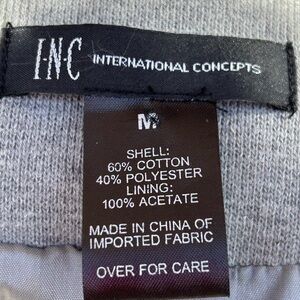 I·N·C INTERNATIONAL CONCEPTS
M
SHELL:
60% COTTON
40% POLYESTER
LINING:
100% ACETATE
MADE IN CHINA OF
IMPORTED FABRIC
OVER FOR CARE